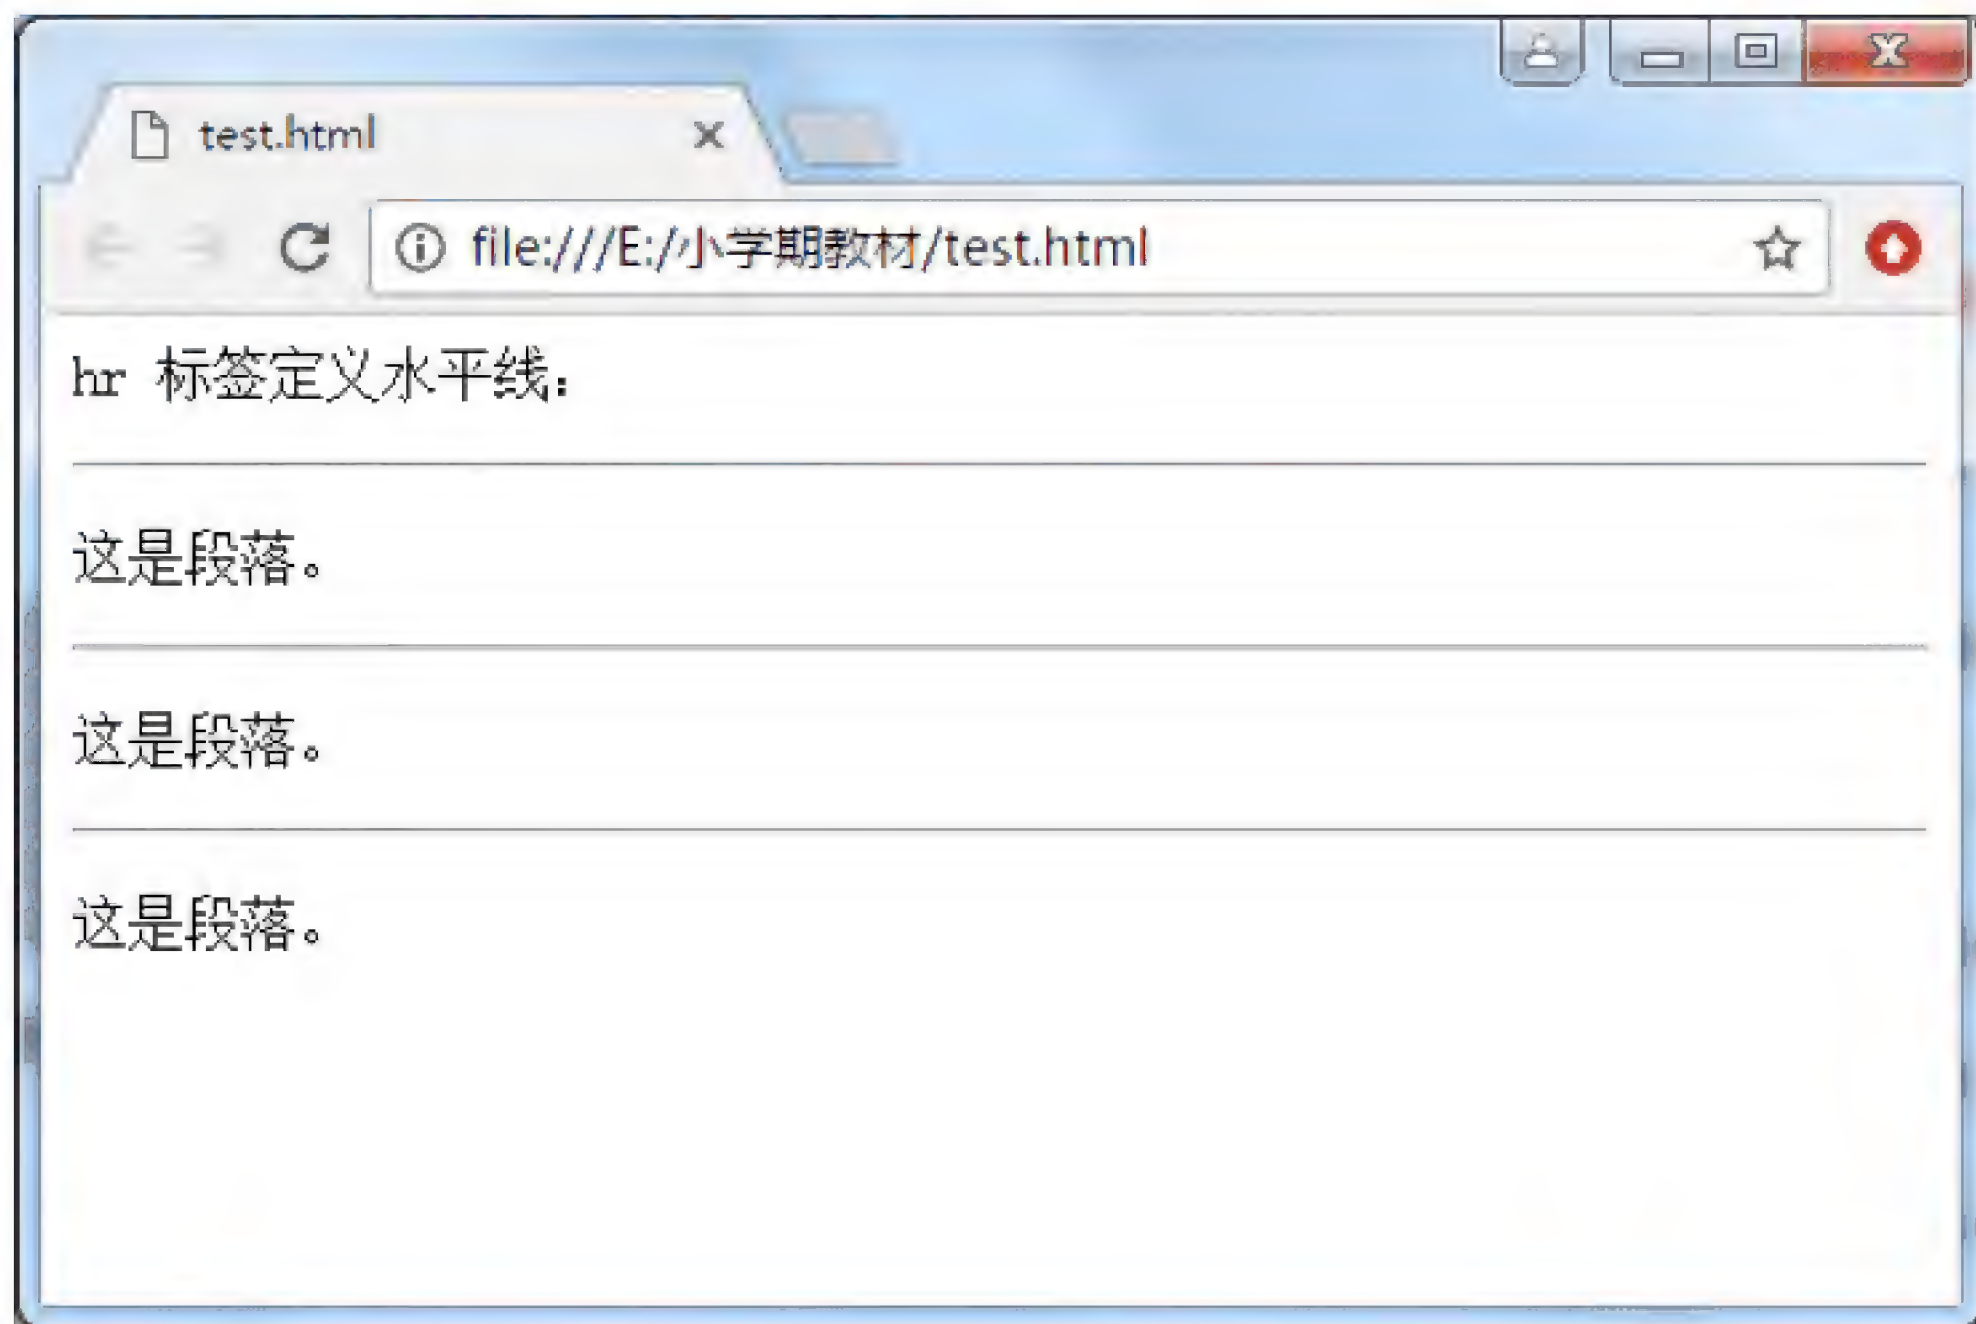 test.html
file:///E:/小学期教材/test.html
hr 标签定义水平线：
这是段落。
这是段落。
这是段落。